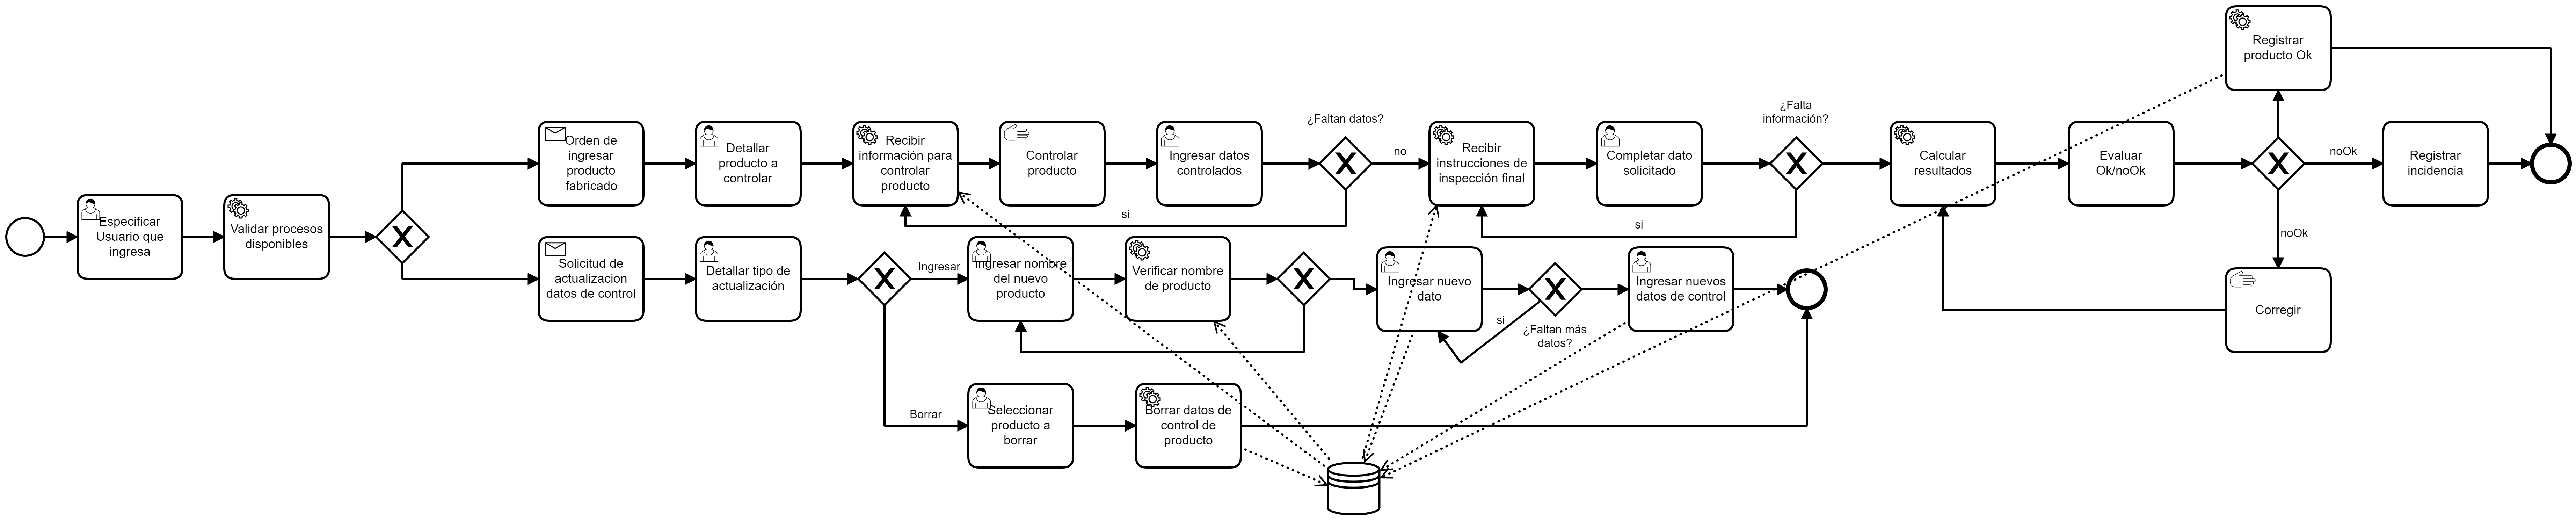 Especificar
Usuario que
ingresa
Validar procesos
disponibles
Orden de
ingresar
producto
fabricado
Detallar
producto a
controlar
Recibir
información para
controlar
producto
Controlar
producto
Ingresar datos
controlados
¿Faltan datos?
no
si
Recibir
instrucciones de
inspección final
Completar dato
solicitado
¿Falta
información?
si
Calcular
resultados
Evaluar
Ok/noOk
Registrar
producto Ok
noOk
Registrar
incidencia
noOk
Corregir
Solicitud de
actualizacion
datos de control
Detallar tipo de
actualización
Ingresar
Ingresar nombre
del nuevo
producto
Verificar nombre
de producto
Ingresar nuevo
dato
si
¿Faltan más
datos?
Ingresar nuevos
datos de control
Borrar
Seleccionar
producto a
borrar
Borrar datos de
control de
producto